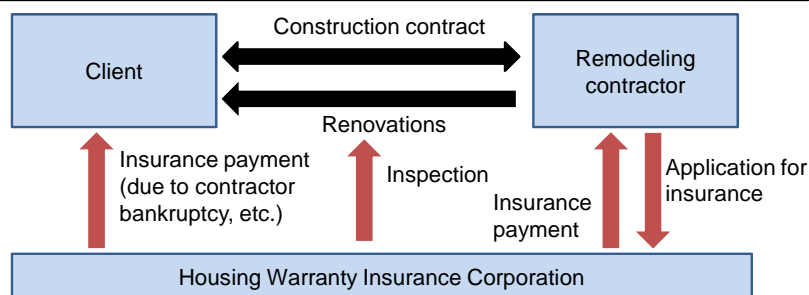 Construction contract
Client
Remodeling
contractor
Renovations
Insurance payment
(due to contractor
bankruptcy, etc.)
Inspection
Insurance
payment
Application for
insurance
Housing Warranty Insurance Corporation